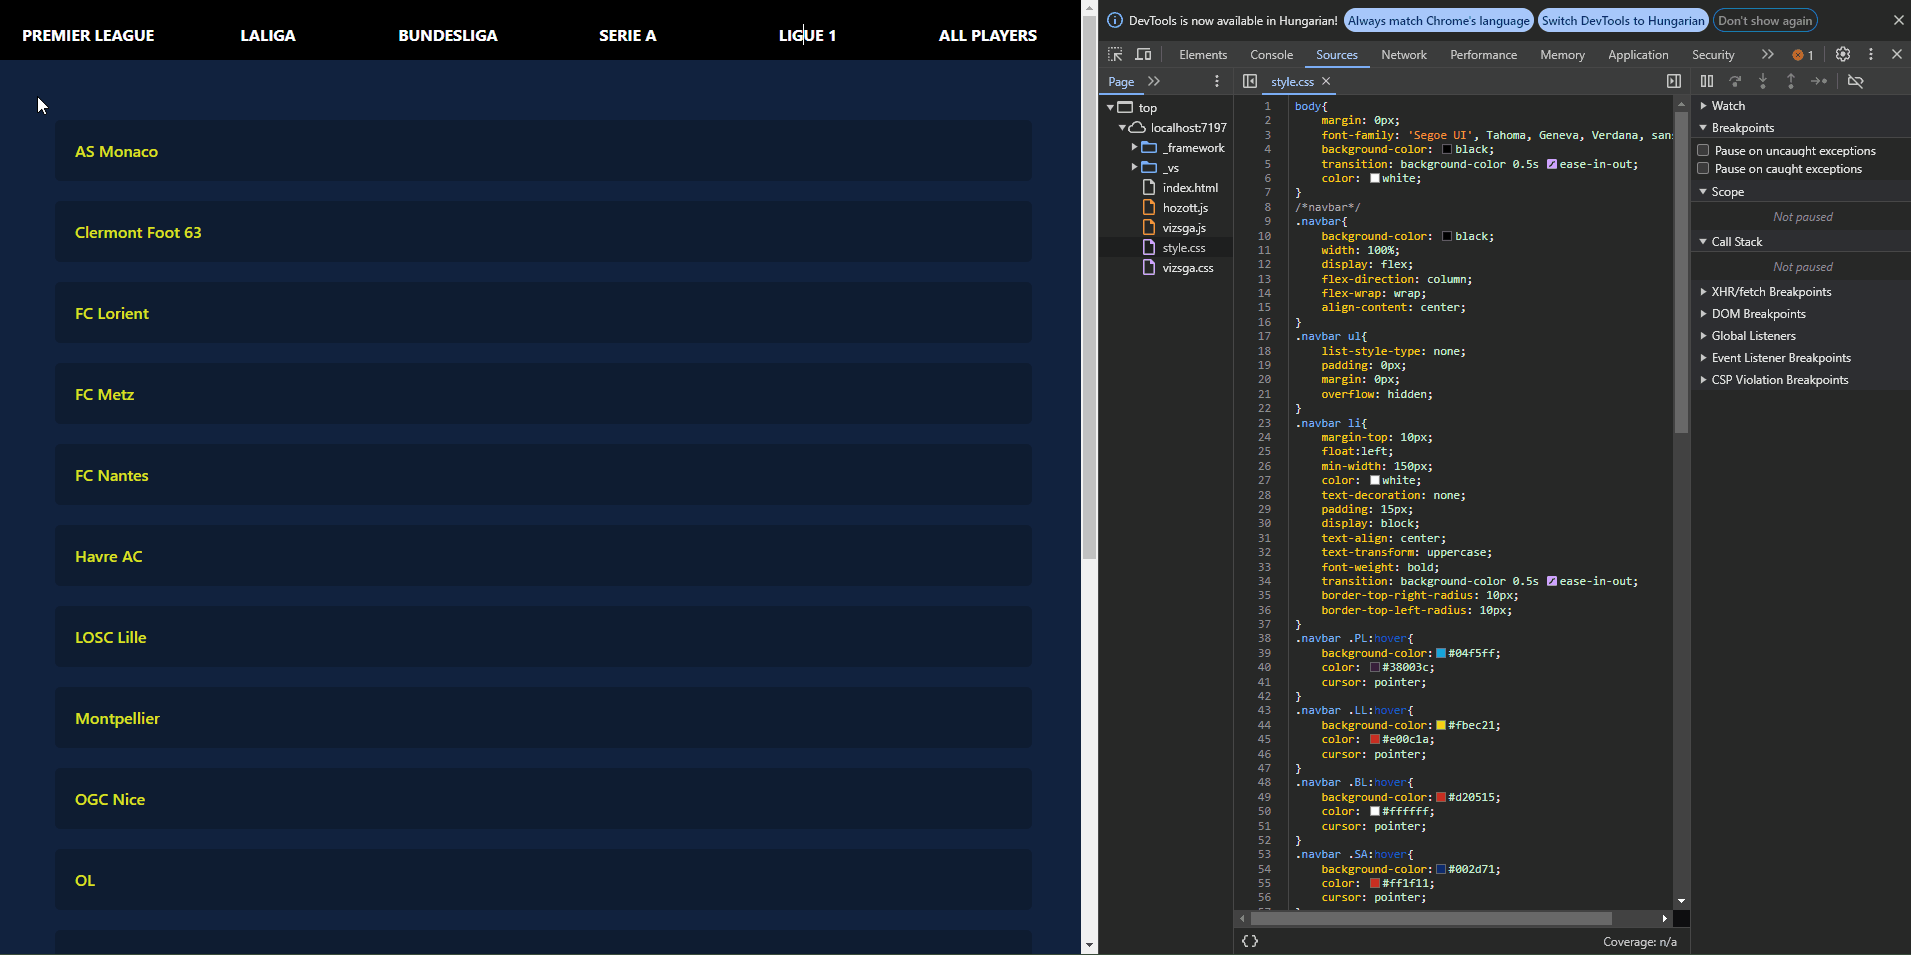 PREMIER LEAGUE LALIGA BUNDESLIGA SERIE A LIGUE 1 ALL PLAYERS
AS Monaco
Clermont Foot 63
FC Lorient
FC Metz
FC Nantes
Havre AC
LOSC Lille
Montpellier
OGC Nice
OL
DevTools is now available in Hungarian! Always match Chrome's language Switch DevTools to Hungarian Don't show again
Elements Console Sources Network Performance Memory Application Security 1
Page
top
localhost:7197
_framework
_vs
index.html
hozott.js
vizsga.js
style.css
vizsga.css
style.css
1 body{
2 margin: 0px;
3 font-family: 'Segoe UI', Tahoma, Geneva, Verdana, sans
4 background-color: black;
5 transition: background-color 0.5s ease-in-out;
6 color: white;
7 }
8 /*navbar*/
9 .navbar{
10 background-color: black;
11 width: 100%;
12 display: flex;
13 flex-direction: column;
14 flex-wrap: wrap;
15 align-content: center;
16 }
17 .navbar ul{
18 list-style-type: none;
19 padding: 0px;
20 margin: 0px;
21 overflow: hidden;
22 }
23 .navbar li{
24 margin-top: 10px;
25 float:left;
26 min-width: 150px;
27 color: white;
28 text-decoration: none;
29 padding: 15px;
30 display: block;
31 text-align: center;
32 text-transform: uppercase;
33 font-weight: bold;
34 transition: background-color 0.5s ease-in-out;
35 border-top-right-radius: 10px;
36 border-top-left-radius: 10px;
37 }
38 .navbar .PL:hover{
39 background-color: #04f5ff;
40 color: #38003c;
41 cursor: pointer;
42 }
43 .navbar .LL:hover{
44 background-color: #fbec21;
45 color: #e00c1a;
46 cursor: pointer;
47 }
48 .navbar .BL:hover{
49 background-color: #d20515;
50 color: #ffffff;
51 cursor: pointer;
52 }
53 .navbar .SA:hover{
54 background-color: #002d71;
55 color: #ff1f11;
56 cursor: pointer;
{} Coverage: n/a
Watch
Breakpoints
Pause on uncaught exceptions
Pause on caught exceptions
Scope
Not paused
Call Stack
Not paused
XHR/fetch Breakpoints
DOM Breakpoints
Global Listeners
Event Listener Breakpoints
CSP Violation Breakpoints